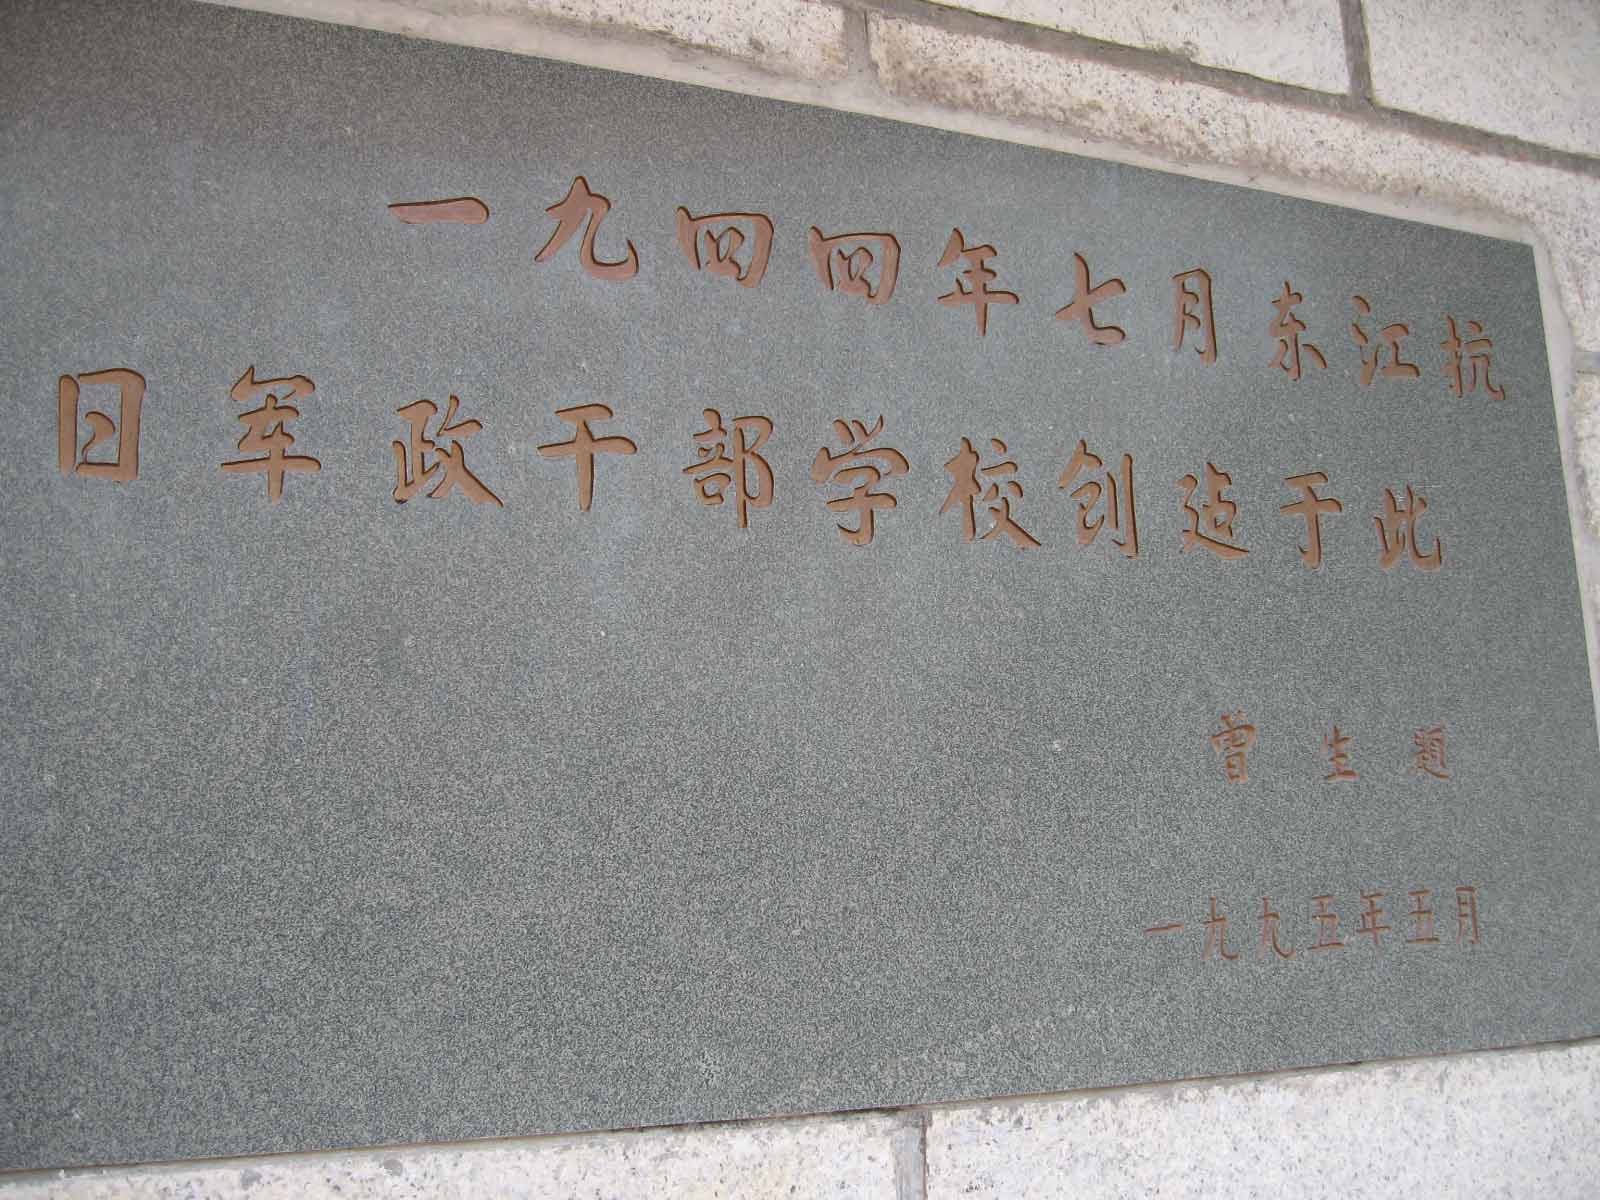 一九四四年七月东江抗
日军政干部学校创建于此
曾生题
一九九五年五月